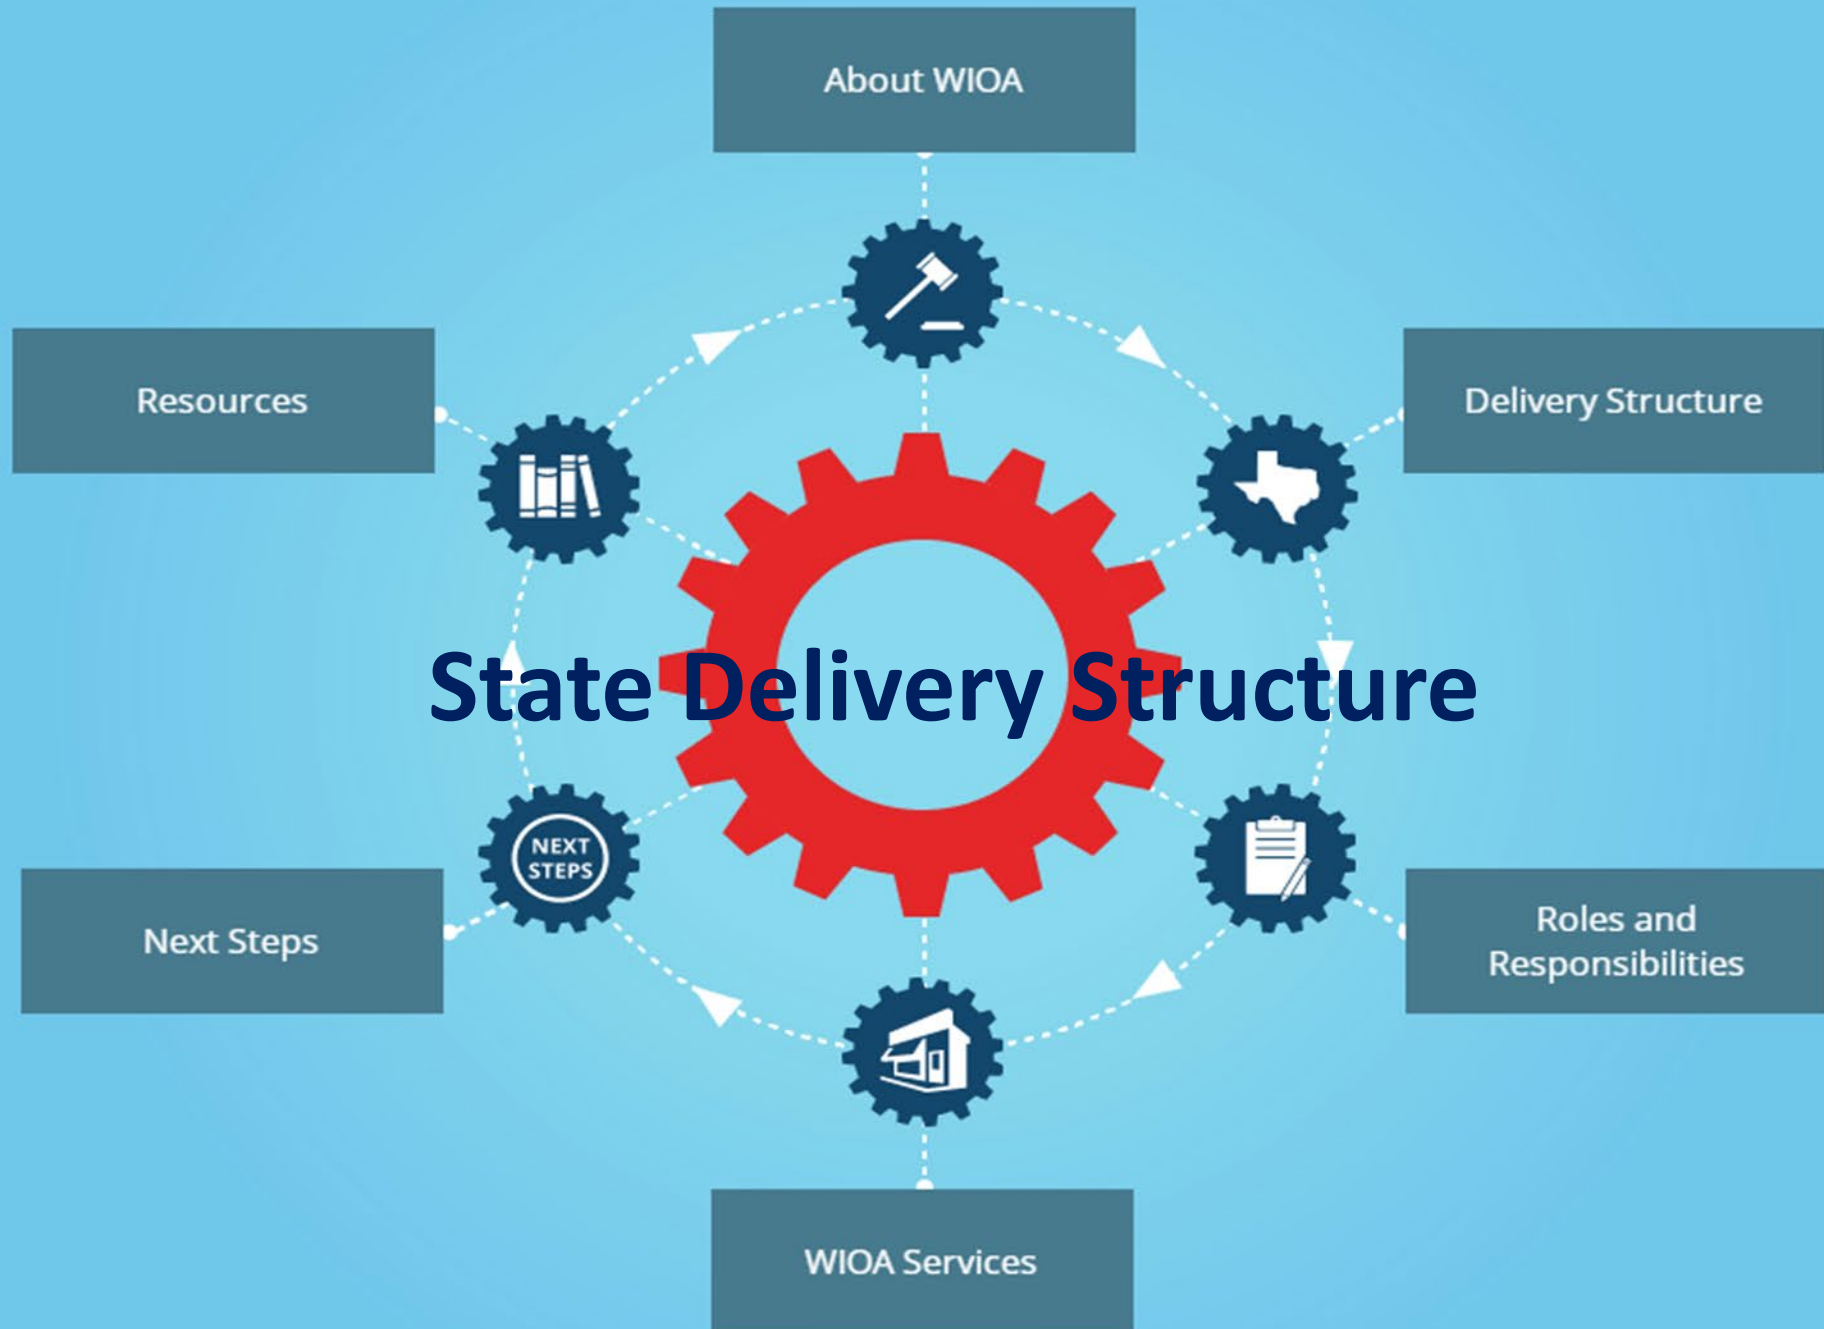 About WIOA
Resources
Delivery Structure
State Delivery Structure
NEXT
STEPS
Next Steps
Roles and
Responsibilities
WIOA Services